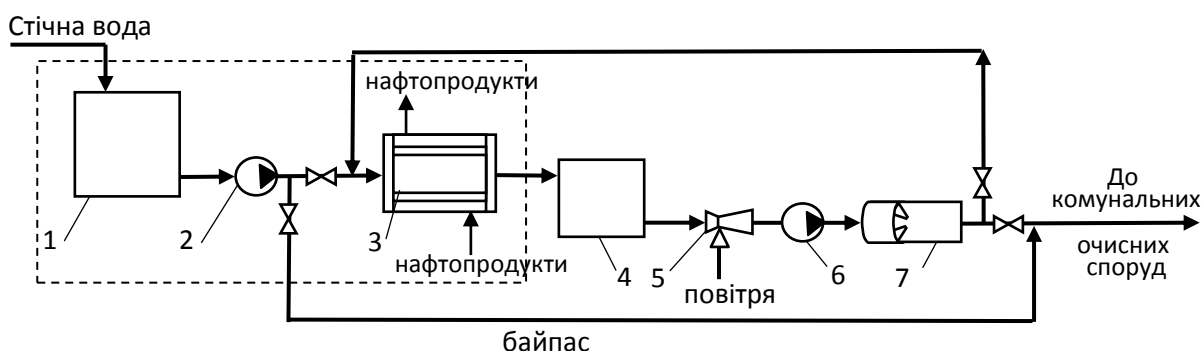 Стічна вода
нафтопродукти
нафтопродукти
1
2
3
4
5
6
7
повітря
До
комунальних
очисних
споруд
байпас